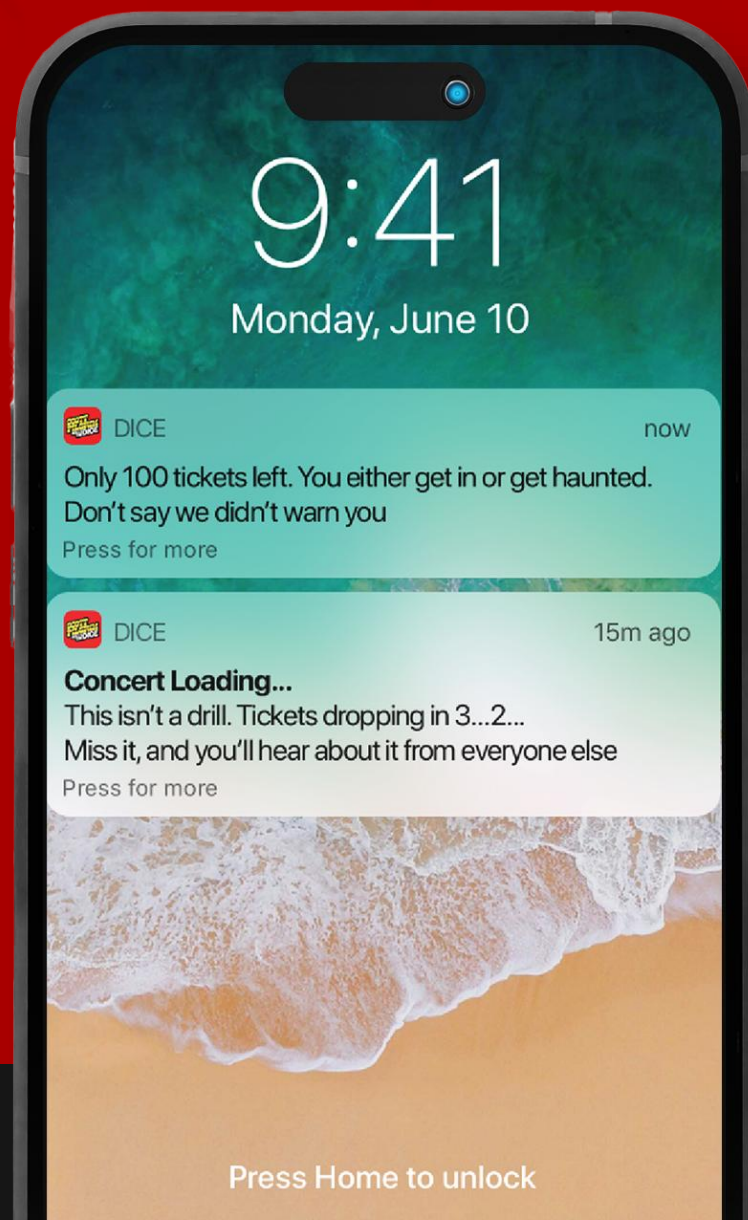 9:41
Monday, June 10
DICE
now
Only 100 tickets left. You either get in or get haunted.
Don't say we didn't warn you
Press for more
DICE
15m ago
Concert Loading...
This isn't a drill. Tickets dropping in 3...2...
Miss it, and you'll hear about it from everyone else
Press for more
Press Home to unlock